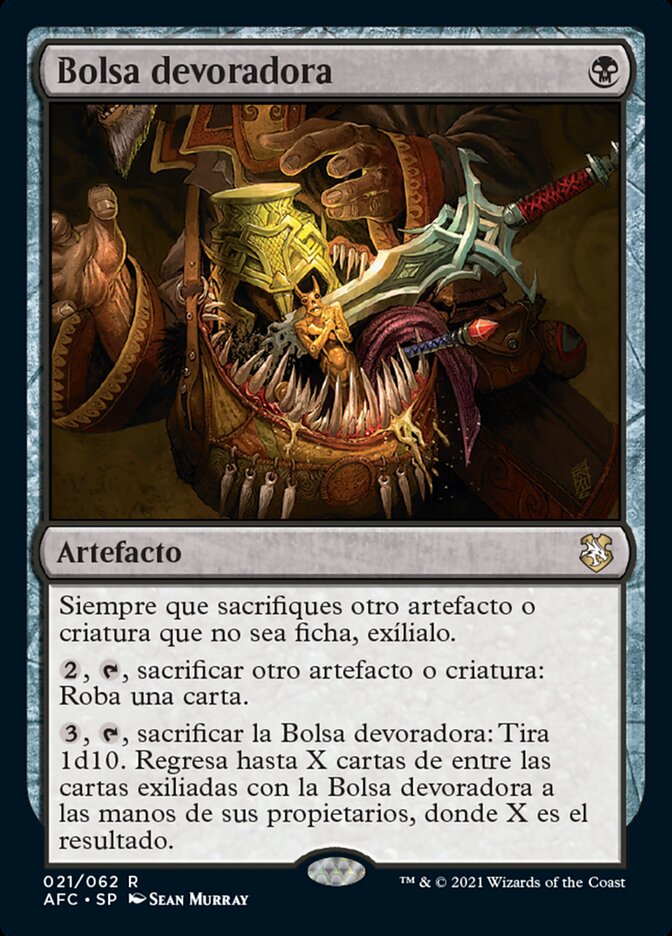 Bolsa devoradora
Artefacto
Siempre que sacrifiques otro artefacto o
criatura que no sea ficha, exílialo.
2, , sacrificar otro artefacto o criatura:
Roba una carta.
3, , sacrificar la Bolsa devoradora: Tira
1d10. Regresa hasta X cartas de entre las
cartas exiliadas con la Bolsa devoradora a
las manos de sus propietarios, donde X es el
resultado.
021/062 R
AFC • SP Sean Murray
™ & © 2021 Wizards of the Coast